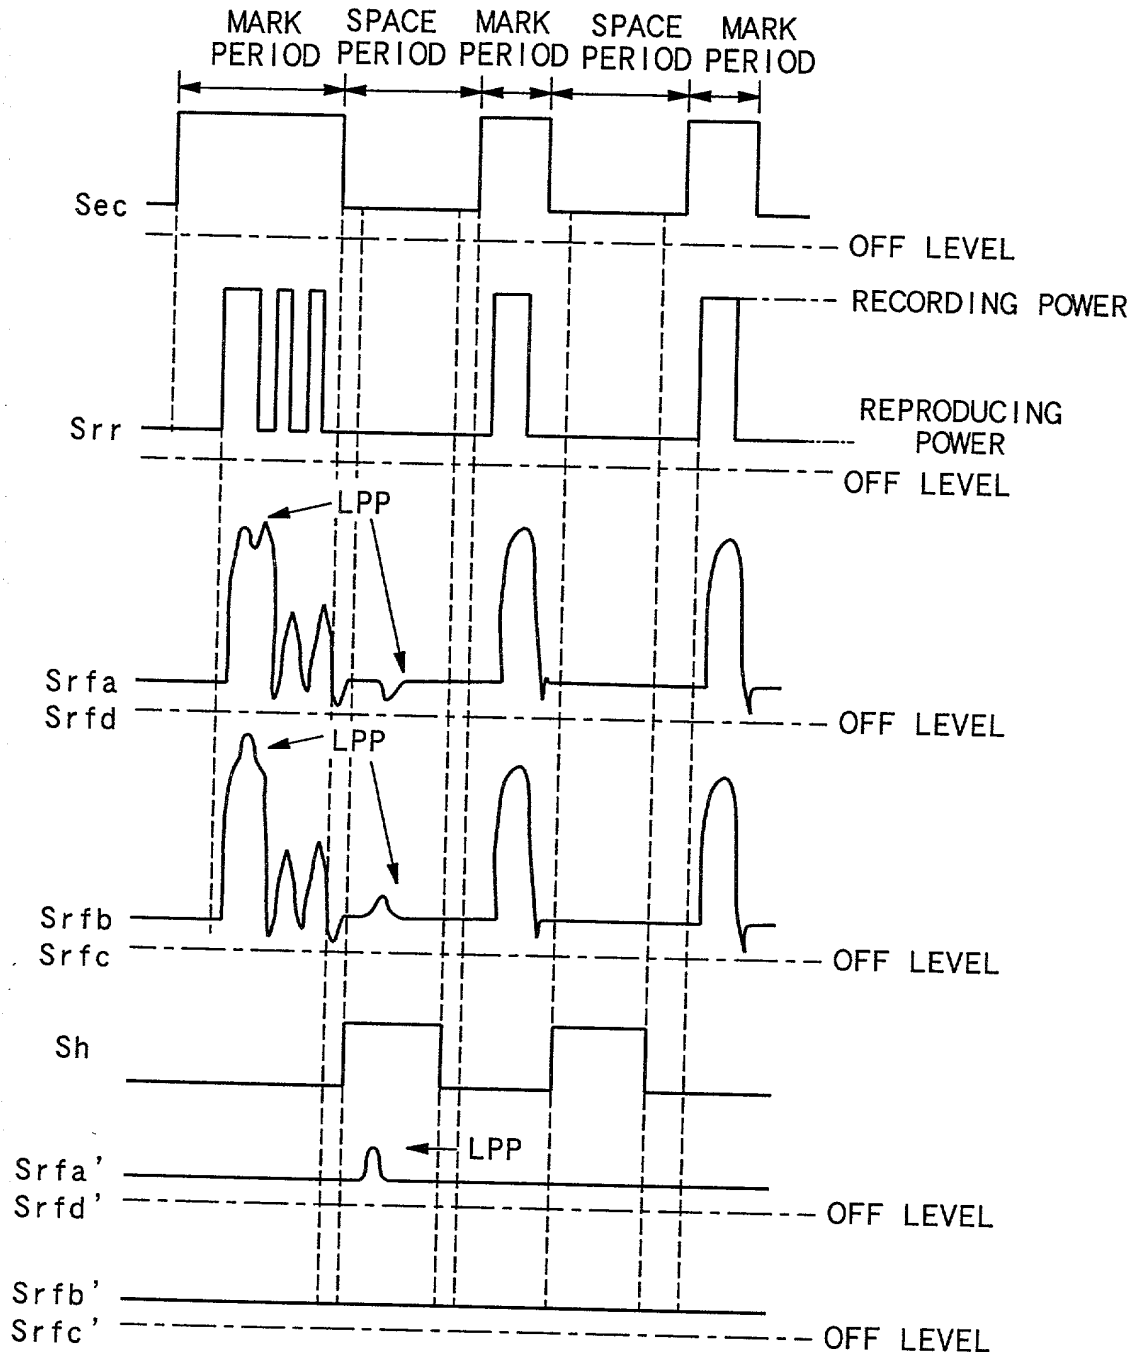 MARK PERIOD
SPACE PERIOD
MARK PERIOD
SPACE PERIOD
MARK PERIOD
Sec
OFF LEVEL
RECORDING POWER
Srr
REPRODUCING POWER
OFF LEVEL
LPP
Srfa
Srfd
OFF LEVEL
LPP
Srfb
Srfc
OFF LEVEL
Sh
LPP
Srfa'
Srfd'
OFF LEVEL
Srfb'
Srfc'
OFF LEVEL